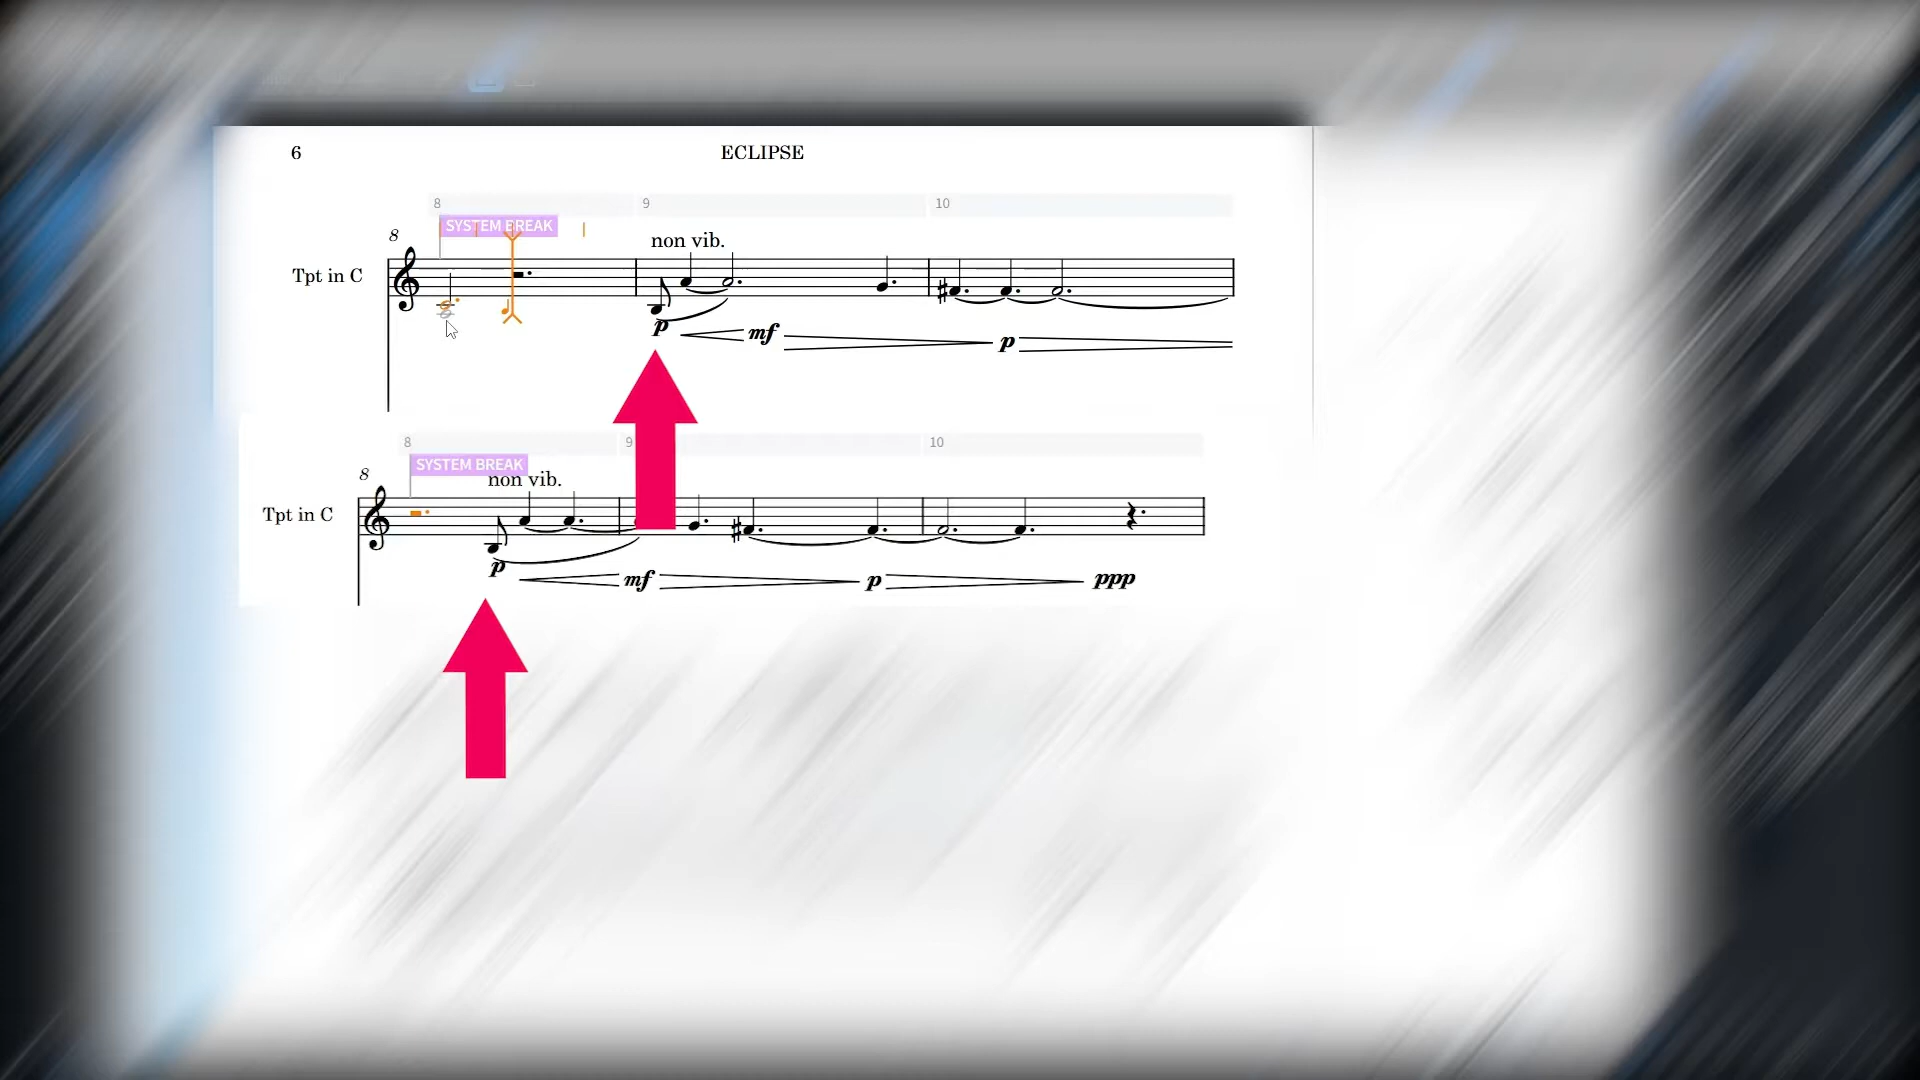 6 ECLIPSE
8 9 10
SYSTEM BREAK
8
non vib.
Tpt in C
p mf p
8 9 10
SYSTEM BREAK
8
non vib.
Tpt in C
p mf p ppp